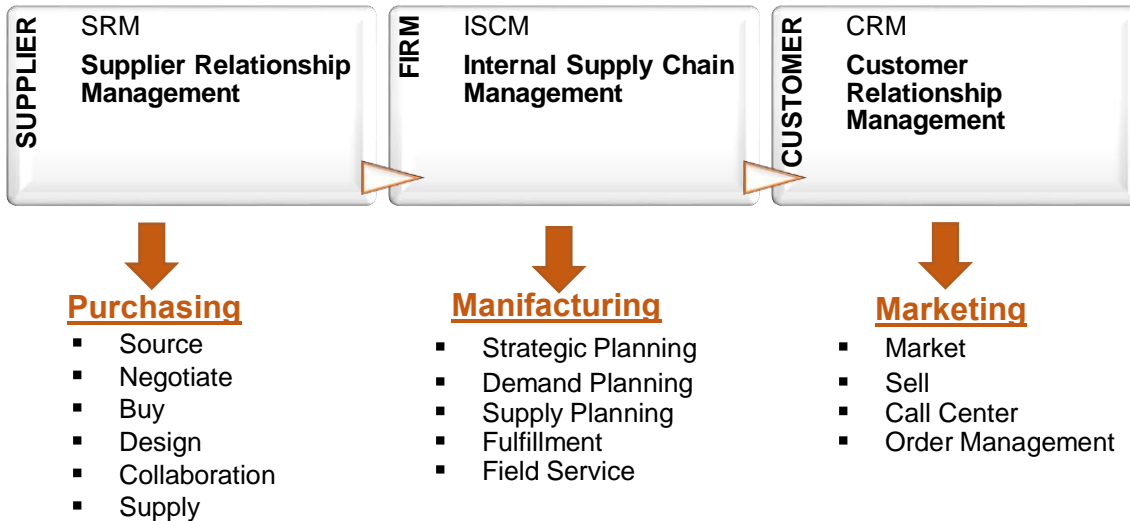 SUPPLIER
SRM
Supplier Relationship
Management
FIRM
ISCM
Internal Supply Chain
Management
CUSTOMER
CRM
Customer
Relationship
Management
Purchasing
▪ Source
▪ Negotiate
▪ Buy
▪ Design
▪ Collaboration
▪ Supply
Manifacturing
▪ Strategic Planning
▪ Demand Planning
▪ Supply Planning
▪ Fulfillment
▪ Field Service
Marketing
▪ Market
▪ Sell
▪ Call Center
▪ Order Management